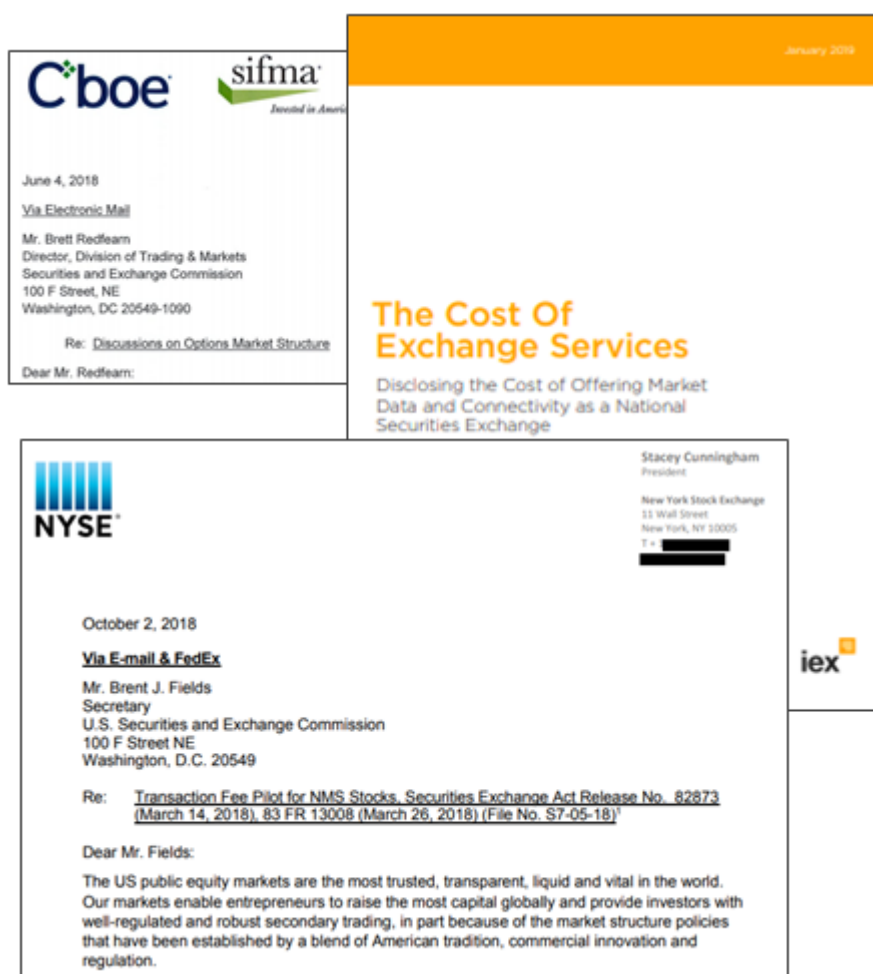 Cboe
sifma
Invested in Americ
June 4, 2018
Via Electronic Mail
Mr. Brett Redfearn
Director, Division of Trading & Markets
Securities and Exchange Commission
100 F Street, NE
Washington, DC 20549-1090
Re: Discussions on Options Market Structure
Dear Mr. Redfearn:
January 2019
The Cost Of
Exchange Services
Disclosing the Cost of Offering Market
Data and Connectivity as a National
Securities Exchange
iex
NYSE
Stacey Cunningham
President
New York Stock Exchange
11 Wall Street
New York, NY 10005
T +
October 2, 2018
Via E-mail & FedEx
Mr. Brent J. Fields
Secretary
U.S. Securities and Exchange Commission
100 F Street NE
Washington, D.C. 20549
Re: Transaction Fee Pilot for NMS Stocks, Securities Exchange Act Release No. 82873
(March 14, 2018), 83 FR 13008 (March 26, 2018) (File No. S7-05-18)¹
Dear Mr. Fields:
The US public equity markets are the most trusted, transparent, liquid and vital in the world.
Our markets enable entrepreneurs to raise the most capital globally and provide investors with
well-regulated and robust secondary trading, in part because of the market structure policies
that have been established by a blend of American tradition, commercial innovation and
regulation.